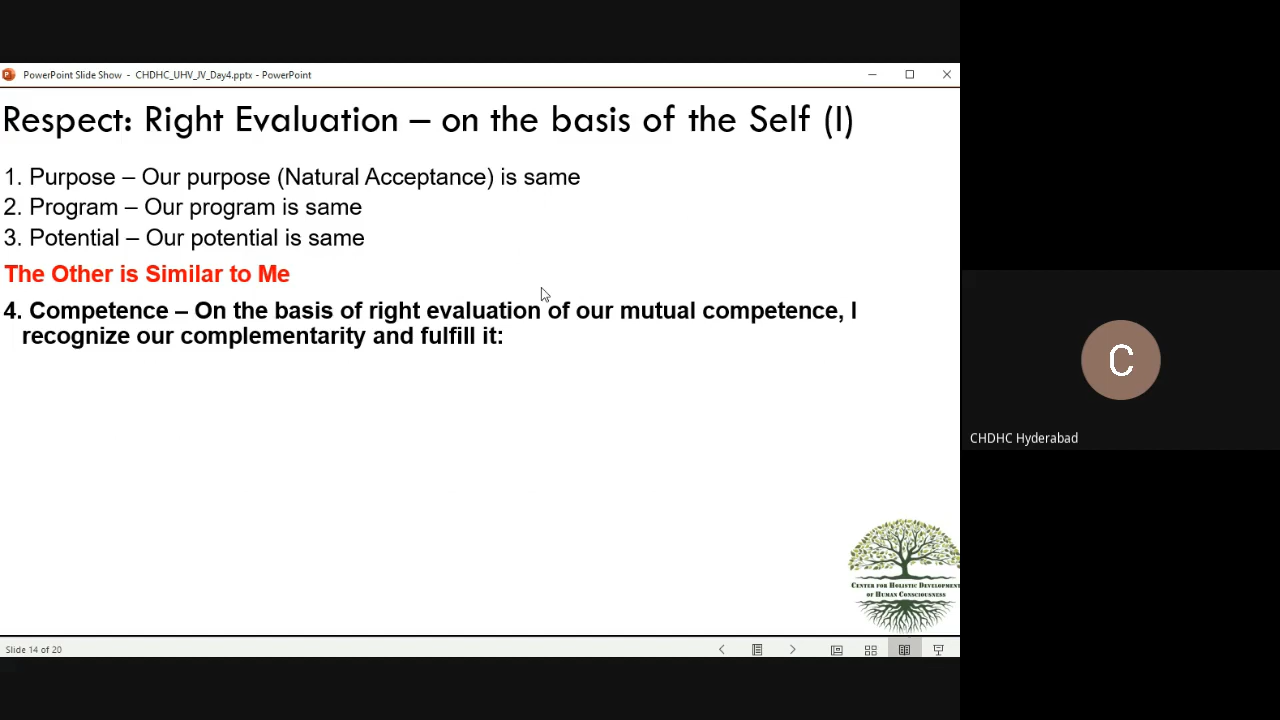 PowerPoint Slide Show - CHDHC_UHV_JV_Day4.pptx - PowerPoint
Respect: Right Evaluation – on the basis of the Self (I)
1. Purpose – Our purpose (Natural Acceptance) is same
2. Program – Our program is same
3. Potential – Our potential is same
The Other is Similar to Me
4. Competence – On the basis of right evaluation of our mutual competence, I
recognize our complementarity and fulfill it:
C
CHDHC Hyderabad
CENTER FOR HOLISTIC DEVELOPMENT
OF HUMAN CONSCIOUSNESS
Slide 14 of 20